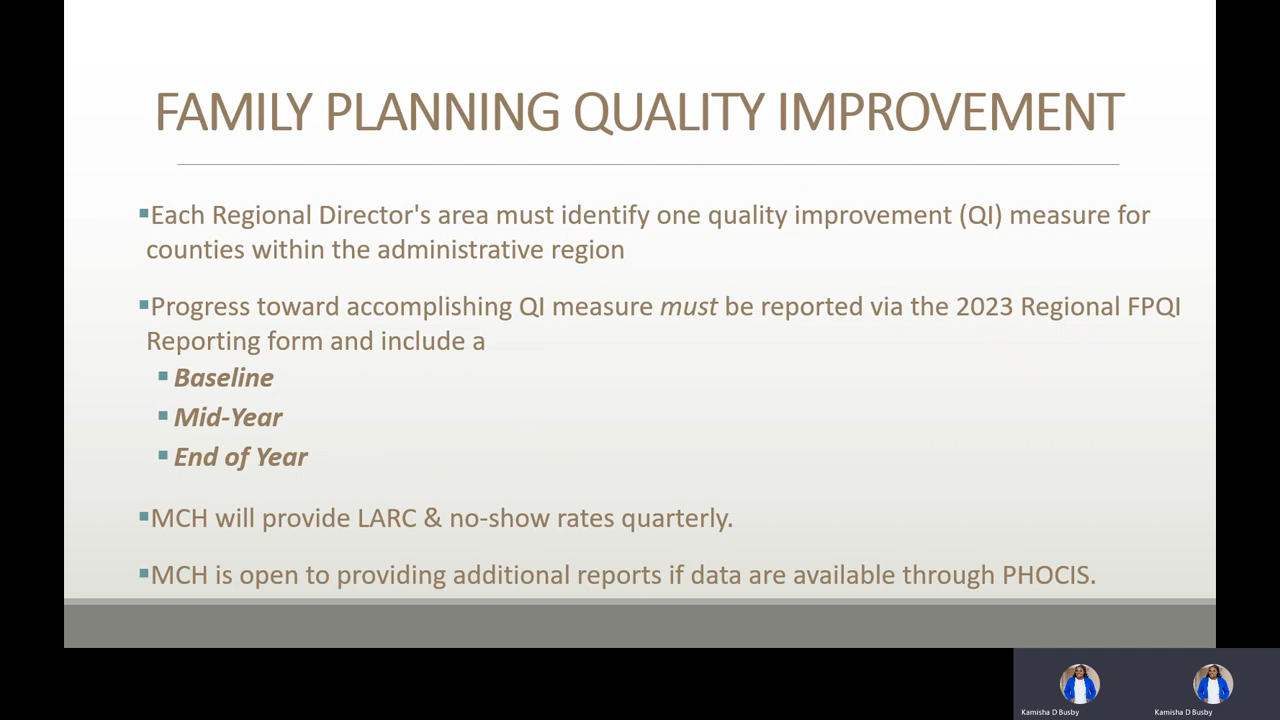 FAMILY PLANNING QUALITY IMPROVEMENT
▪Each Regional Director's area must identify one quality improvement (QI) measure for
counties within the administrative region
▪Progress toward accomplishing QI measure must be reported via the 2023 Regional FPQI
Reporting form and include a
▪Baseline
▪Mid-Year
▪End of Year
▪MCH will provide LARC & no-show rates quarterly.
▪MCH is open to providing additional reports if data are available through PHOCIS.
Kamisha D Busby
Kamisha D Busby